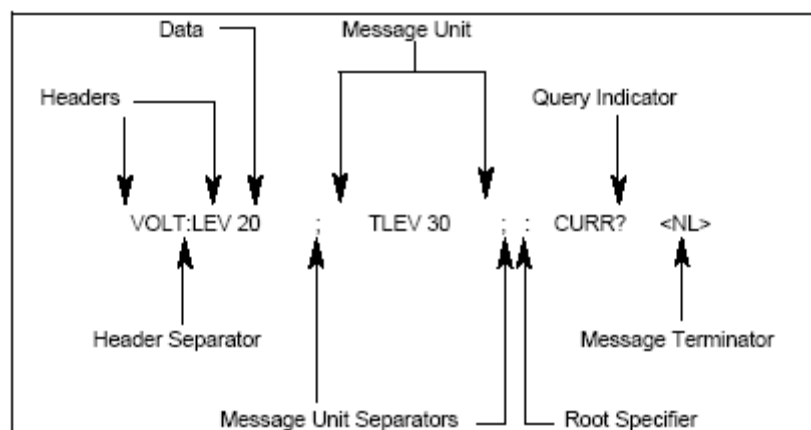 Data Message Unit
Headers Query Indicator
VOLT:LEV 20 ; TLEV 30 ; : CURR? <NL>
Header Separator Message Terminator
Message Unit Separators Root Specifier